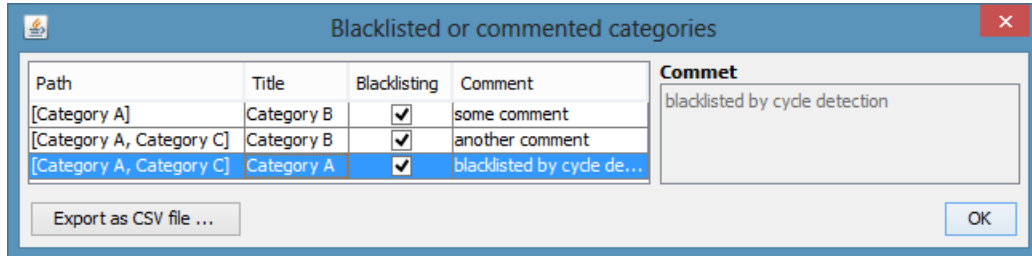 Blacklisted or commented categories
Path Title Blacklisting Comment
[Category A] Category B some comment
[Category A, Category C] Category B another comment
[Category A, Category C] Category A blacklisted by cycle de...
Commet
blacklisted by cycle detection
Export as CSV file ...
OK